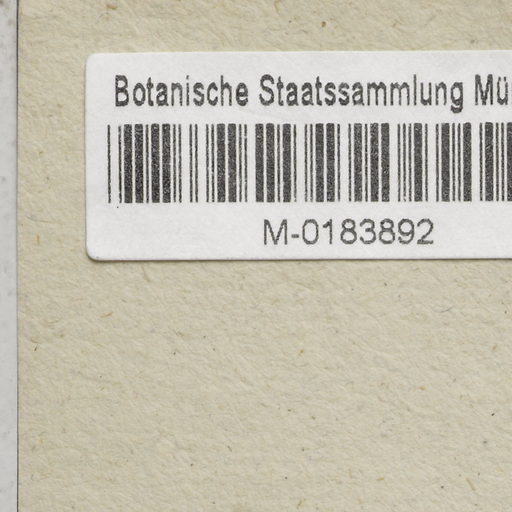 Botanische Staatssammlung Mü
M-0183892